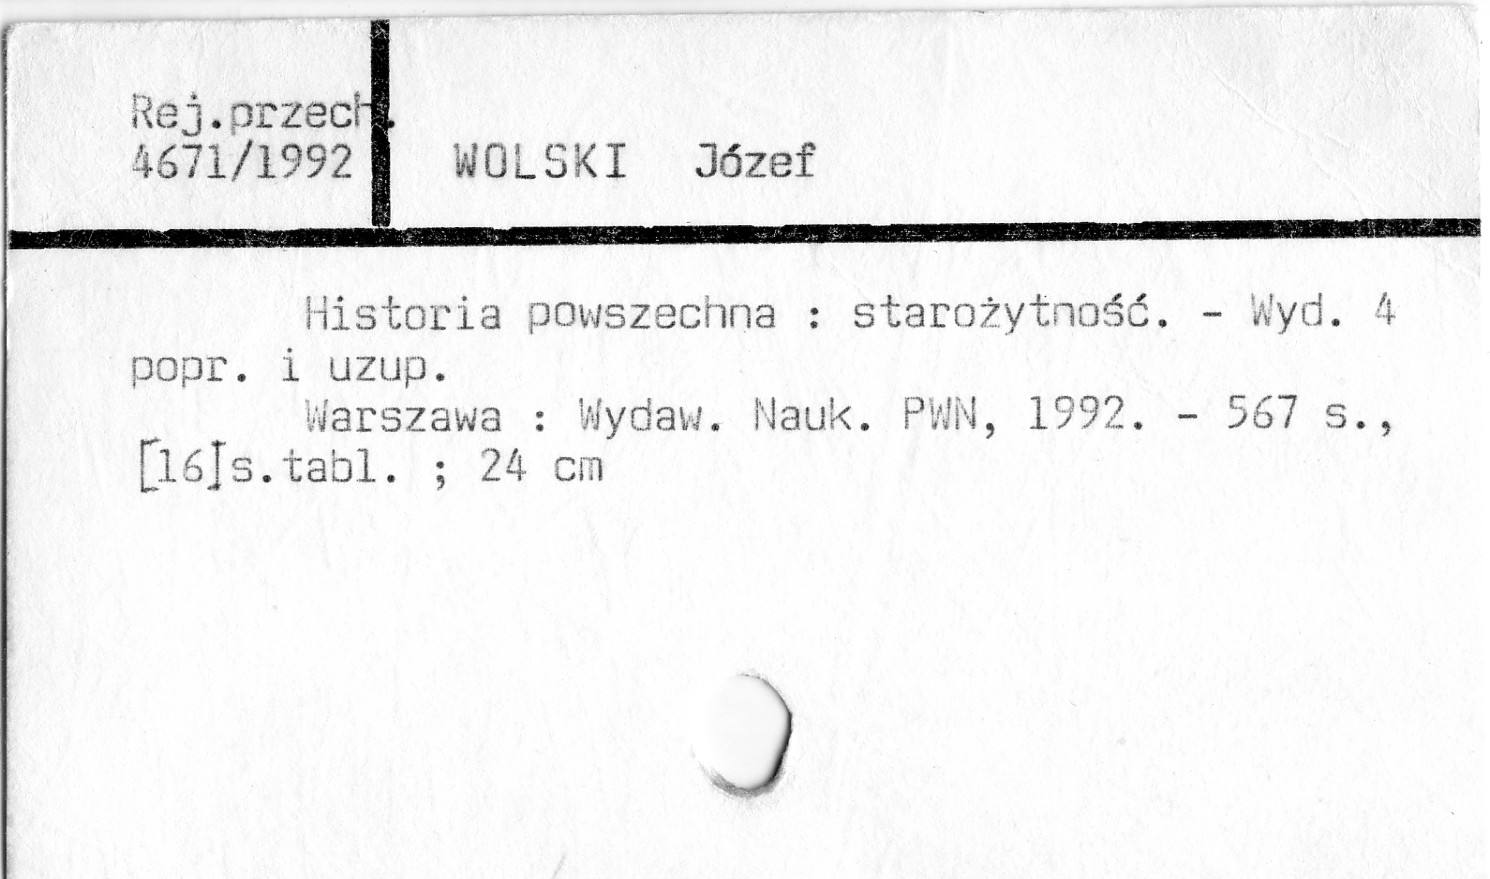 Rej.przech.
4671/1992 WOLSKI Józef
Historia powszechna : starożytność. - Wyd. 4
popr. i uzup.
Warszawa : Wydaw. Nauk. PWN, 1992. - 567 s.,
[16]s.tabl. ; 24 cm